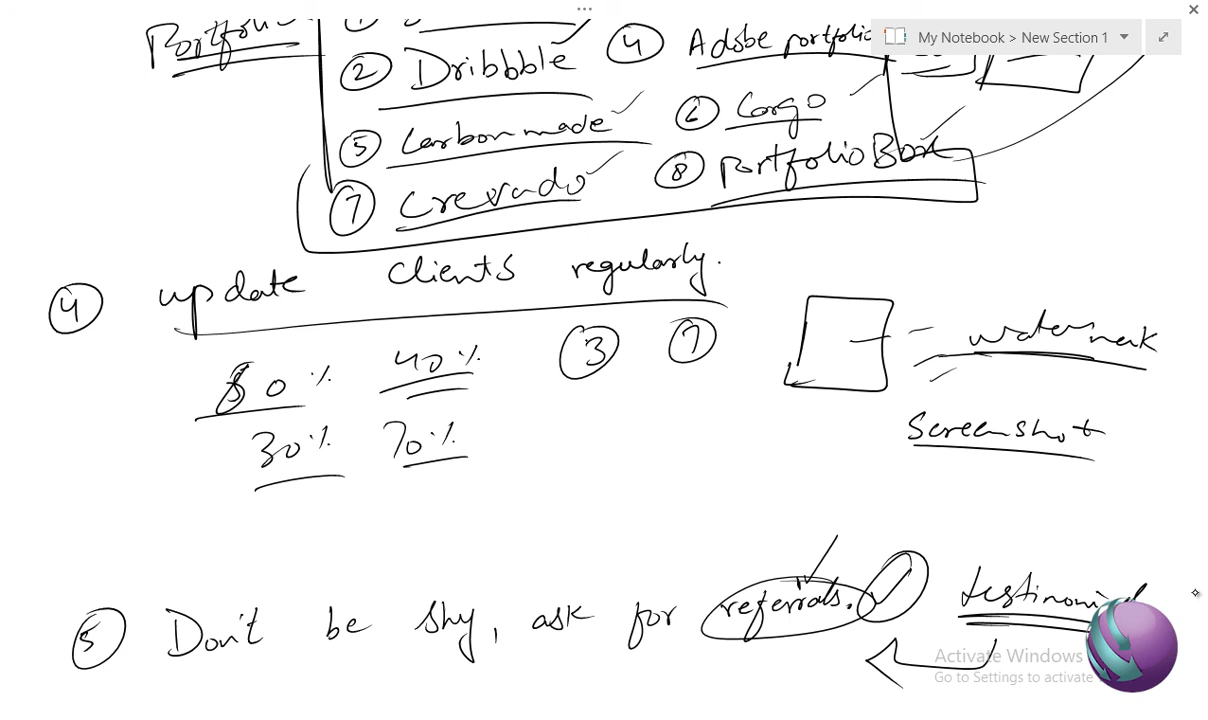 Portfolio ①
② Dribbble ④ Adobe portfolio
My Notebook > New Section 1
⑤ Carbonmade ⑥ Cargo
⑦ Crevado ⑧ PortfolioBox
④ update clients regularly.
80% 40% ③ ⑦ watermak
30% 70% Screenshot
⑤ Don't be shy, ask for referrals. testimonial
Activate Windows
Go to Settings to activate